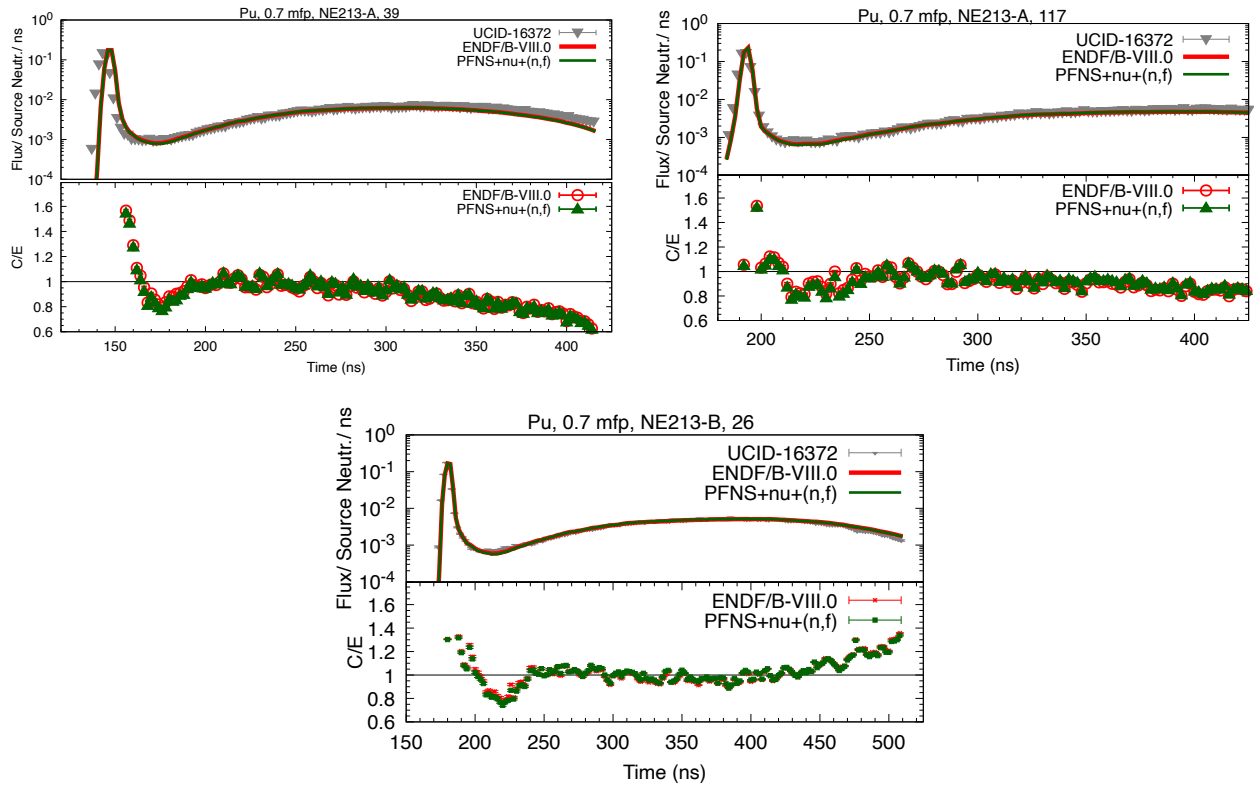 Pu, 0.7 mfp, NE213-A, 39
Flux/ Source Neutr./ ns
10⁰
10⁻¹
10⁻²
10⁻³
10⁻⁴
UCID-16372
ENDF/B-VIII.0
PFNS+nu+(n,f)
C/E
1.6
1.4
1.2
1
0.8
0.6
ENDF/B-VIII.0
PFNS+nu+(n,f)
150 200 250 300 350 400
Time (ns)
Pu, 0.7 mfp, NE213-A, 117
Flux/ Source Neutr./ ns
10⁰
10⁻¹
10⁻²
10⁻³
10⁻⁴
UCID-16372
ENDF/B-VIII.0
PFNS+nu+(n,f)
C/E
1.6
1.4
1.2
1
0.8
0.6
ENDF/B-VIII.0
PFNS+nu+(n,f)
200 250 300 350 400
Time (ns)
Pu, 0.7 mfp, NE213-B, 26
Flux/ Source Neutr./ ns
10⁰
10⁻¹
10⁻²
10⁻³
10⁻⁴
UCID-16372
ENDF/B-VIII.0
PFNS+nu+(n,f)
C/E
1.6
1.4
1.2
1
0.8
0.6
ENDF/B-VIII.0
PFNS+nu+(n,f)
150 200 250 300 350 400 450 500
Time (ns)